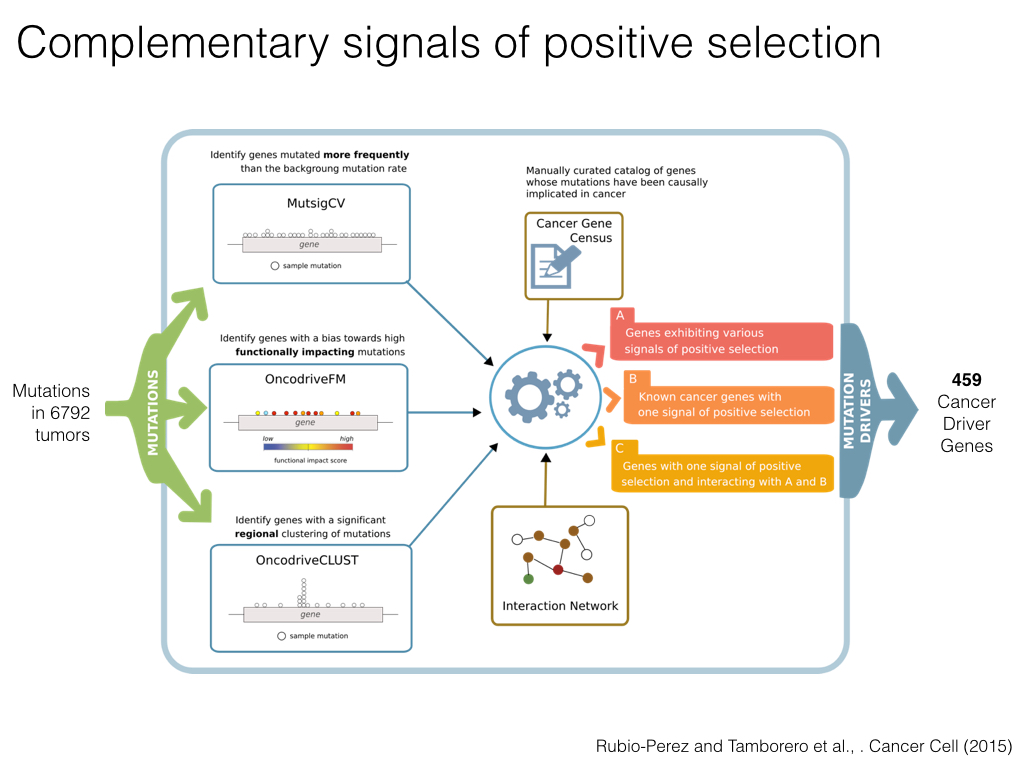 Complementary signals of positive selection
Identify genes mutated more frequently
than the backgroung mutation rate
MutsigCV
gene
sample mutation
Manually curated catalog of genes
whose mutations have been causally
implicated in cancer
Cancer Gene
Census
Mutations
in 6792
tumors
MUTATIONS
Identify genes with a bias towards high
functionally impacting mutations
OncodriveFM
gene
low high
functional impact score
A
Genes exhibiting various
signals of positive selection
B
Known cancer genes with
one signal of positive selection
C
Genes with one signal of positive
selection and interacting with A and B
MUTATION
DRIVERS
459
Cancer
Driver
Genes
Identify genes with a significant
regional clustering of mutations
OncodriveCLUST
gene
sample mutation
Interaction Network
Rubio-Perez and Tamborero et al., . Cancer Cell (2015)